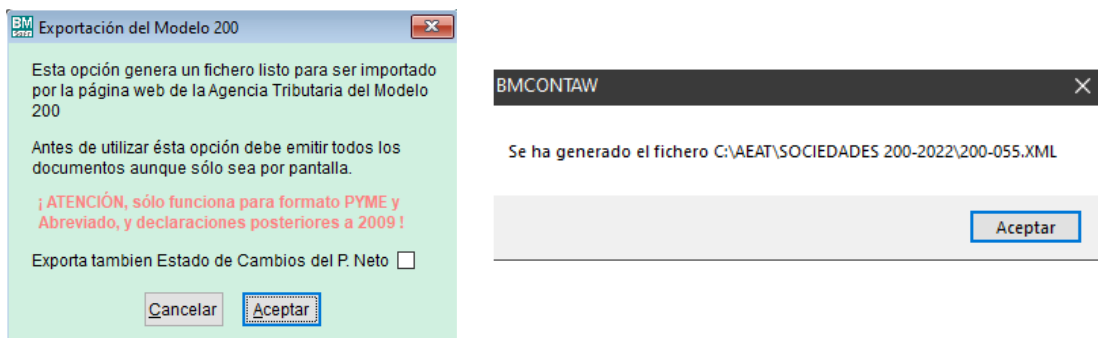 BM
Exportación del Modelo 200
Esta opción genera un fichero listo para ser importado
por la página web de la Agencia Tributaria del Modelo
200
Antes de utilizar ésta opción debe emitir todos los
documentos aunque sólo sea por pantalla.
¡ ATENCIÓN, sólo funciona para formato PYME y
Abreviado, y declaraciones posteriores a 2009 !
Exporta tambien Estado de Cambios del P. Neto
Cancelar Aceptar
BMCONTAW
Se ha generado el fichero C:\AEAT\SOCIEDADES 200-2022\200-055.XML
Aceptar